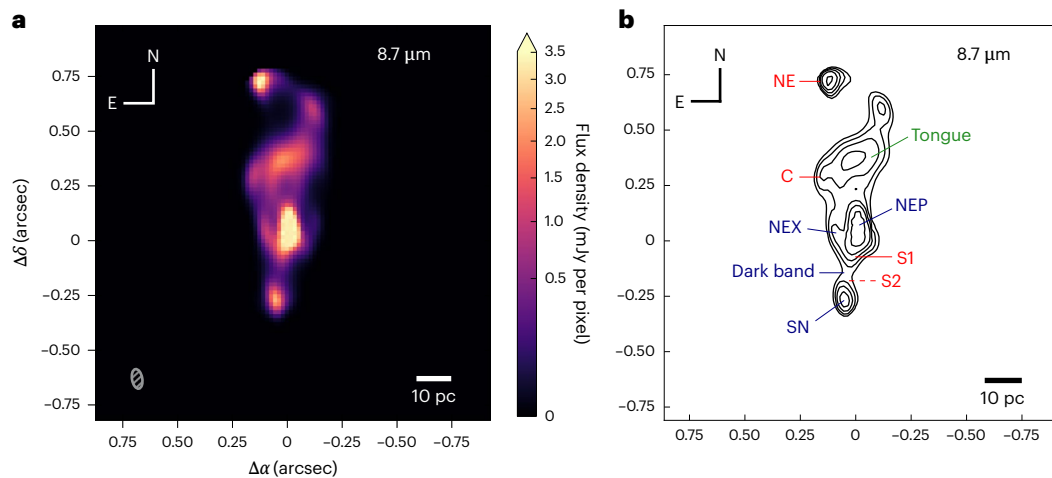 a
8.7 µm
N
E
0.75
0.50
0.25
0
–0.25
–0.50
–0.75
Δδ (arcsec)
10 pc
0.75
0.50
0.25
0
–0.25
–0.50
–0.75
Δα (arcsec)
3.5
3.0
2.5
2.0
1.5
1.0
0.5
0
Flux density (mJy per pixel)
b
8.7 µm
N
E
0.75
0.50
0.25
0
–0.25
–0.50
–0.75
NE
Tongue
C
NEP
NEX
S1
Dark band
S2
SN
10 pc
0.75
0.50
0.25
0
–0.25
–0.50
–0.75